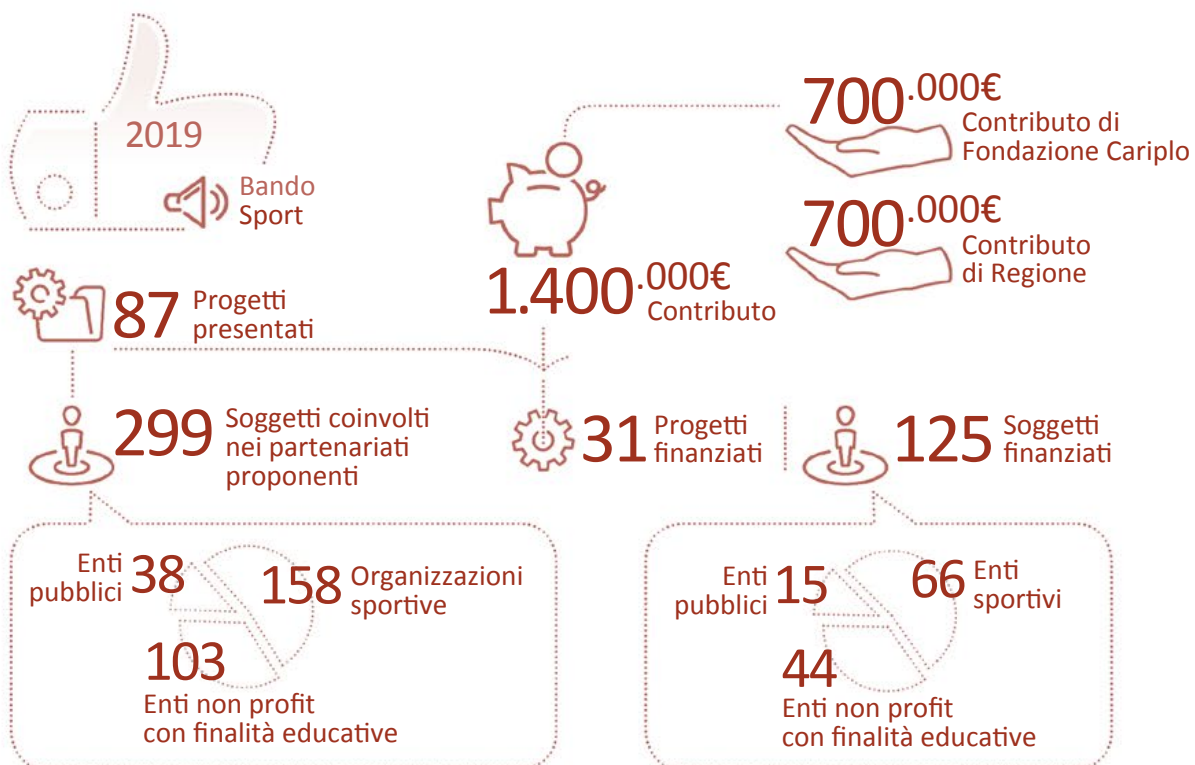 2019
Bando
Sport
700.000€
Contributo di
Fondazione Cariplo
700.000€
Contributo
di Regione
1.400.000€
Contributo
87 Progetti
presentati
299 Soggetti coinvolti
nei partenariati
proponenti
31 Progetti
finanziati
125 Soggetti
finanziati
Enti
pubblici 38
158 Organizzazioni
sportive
103
Enti non profit
con finalità educative
Enti
pubblici 15
66 Enti
sportivi
44
Enti non profit
con finalità educative